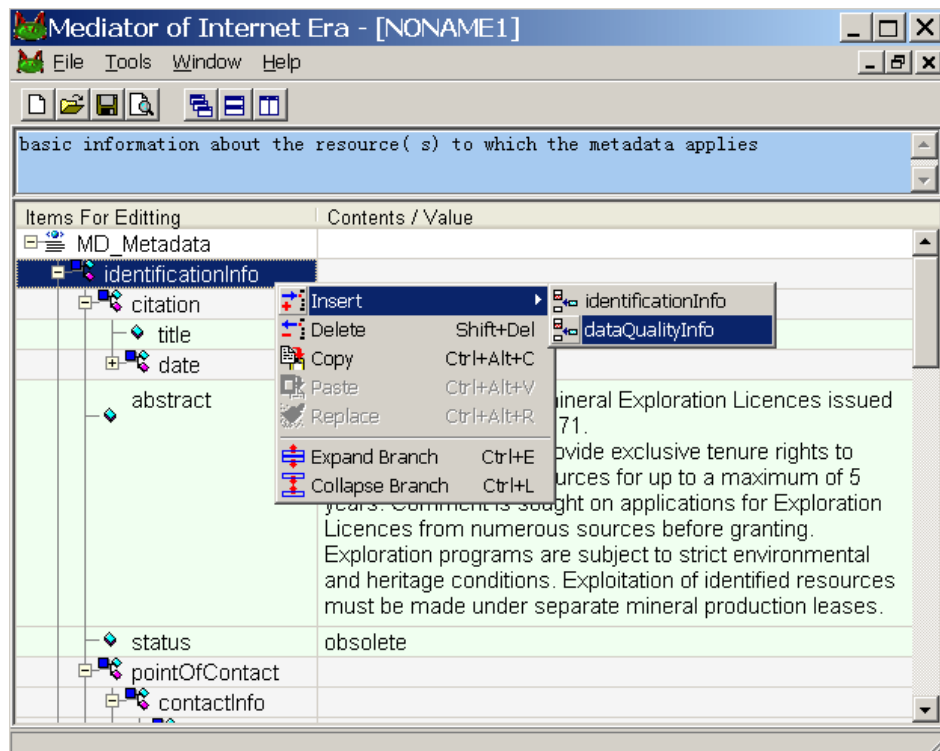 Mediator of Internet Era - [NONAME1]
File Tools Window Help
basic information about the resource( s) to which the metadata applies
Items For Editting Contents / Value
MD_Metadata
identificationInfo
citation
title
date
abstract
Insert
Delete Shift+Del
Copy Ctrl+Alt+C
Paste Ctrl+Alt+V
Replace Ctrl+Alt+R
Expand Branch Ctrl+E
Collapse Branch Ctrl+L
identificationInfo
dataQualityInfo
Exploration Licences issued
71.
exclusive tenure rights to
for up to a maximum of 5
years. Comment is sought on applications for Exploration
Licences from numerous sources before granting.
Exploration programs are subject to strict environmental
and heritage conditions. Exploitation of identified resources
must be made under separate mineral production leases.
status obsolete
pointOfContact
contactInfo